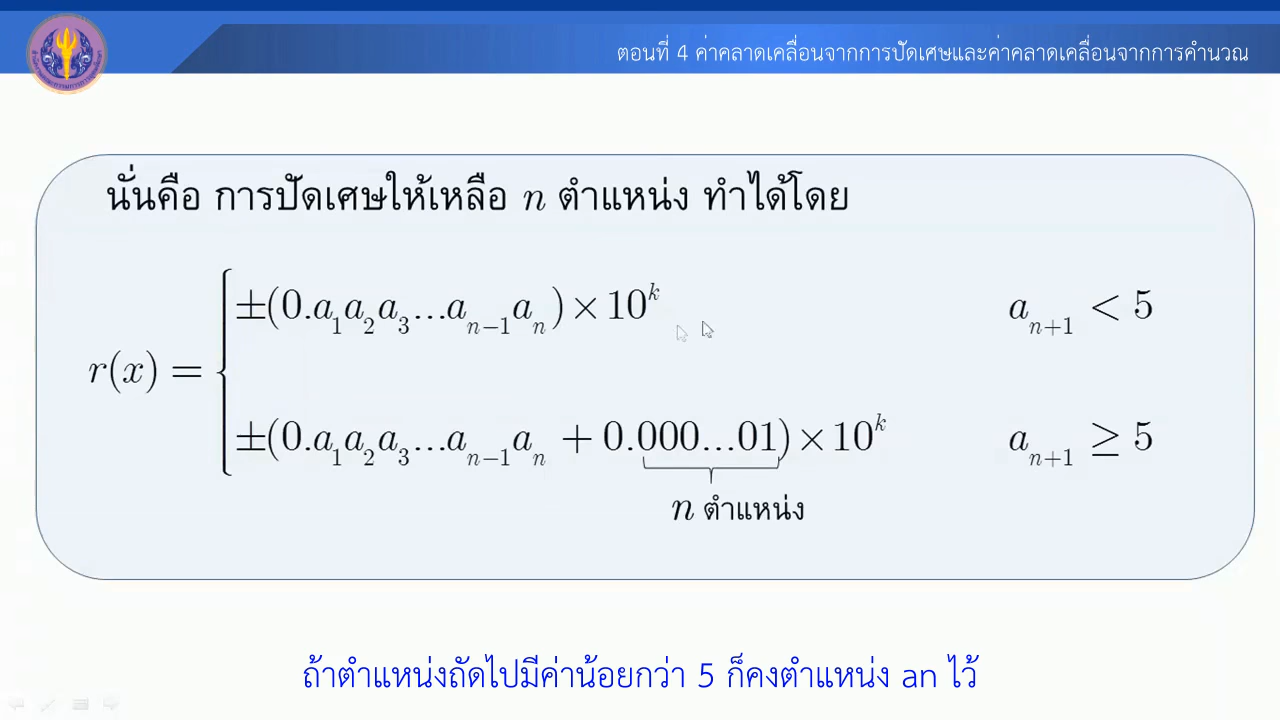 ตอนที่ 4 ค่าคลาดเคลื่อนจากการปัดเศษและค่าคลาดเคลื่อนจากการคำนวณ
นั่นคือ การปัดเศษให้เหลือ n ตำแหน่ง ทำได้โดย
±(0.a₁a₂a₃...aₙ₋₁aₙ)×10ᵏ aₙ₊₁ < 5
r(x) =
±(0.a₁a₂a₃...aₙ₋₁aₙ + 0.000...01)×10ᵏ aₙ₊₁ ≥ 5
n ตำแหน่ง
ถ้าตำแหน่งถัดไปมีค่าน้อยกว่า 5 ก็คงตำแหน่ง an ไว้